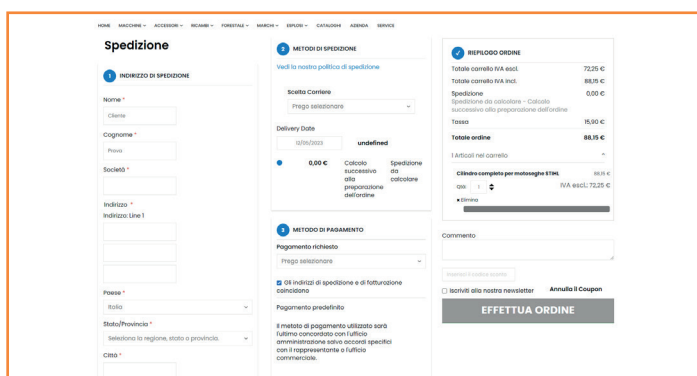 HOME MACCHINE ACCESSORI RICAMBI FORESTALE MARCHI ESPLOSI CATALOGHI AZIENDA SERVICE
Spedizione
1 INDIRIZZO DI SPEDIZIONE
Nome *
Cliente
Cognome *
Prova
Società *
Indirizzo *
Indirizzo: Line 1
Paese *
Italia
Stato/Provincia *
Seleziona la regione, stato o provincia.
Città *
2 METODI DI SPEDIZIONE
Vedi la nostra politica di spedizione
Scelta Corriere
Prego selezionare
Delivery Date
12/05/2023 undefined
0,00 € Calcolo Spedizione
successivo da
alla calcolare
preparazione
dell'ordine
3 METODO DI PAGAMENTO
Pagamento richiesto
Prego selezionare
Gli indirizzi di spedizione e di fatturazione
coincidono
Pagamento predefinito
Il metoto di pagamento utilizzato sarà
l'ultimo concordato con l'ufficio
amministrazione salvo accordi specifici
con il rappresentante o l'ufficio
commerciale.
RIEPILOGO ORDINE
Totale carrello IVA escl. 72,25 €
Totale carrello IVA incl. 88,15 €
Spedizione 0,00 €
Spedizione da calcolare - Calcolo
successivo alla preparazione dell'ordine
Tassa 15,90 €
Totale ordine 88,15 €
1 Articoli nel carrello
Cilindro completo per motoseghe STIHL 88,15 €
Qtà: 1 IVA escl.: 72,25 €
x Elimina
Commento
Inserisci il codice sconto
Iscriviti alla nostra newsletter Annulla il Coupon
EFFETTUA ORDINE